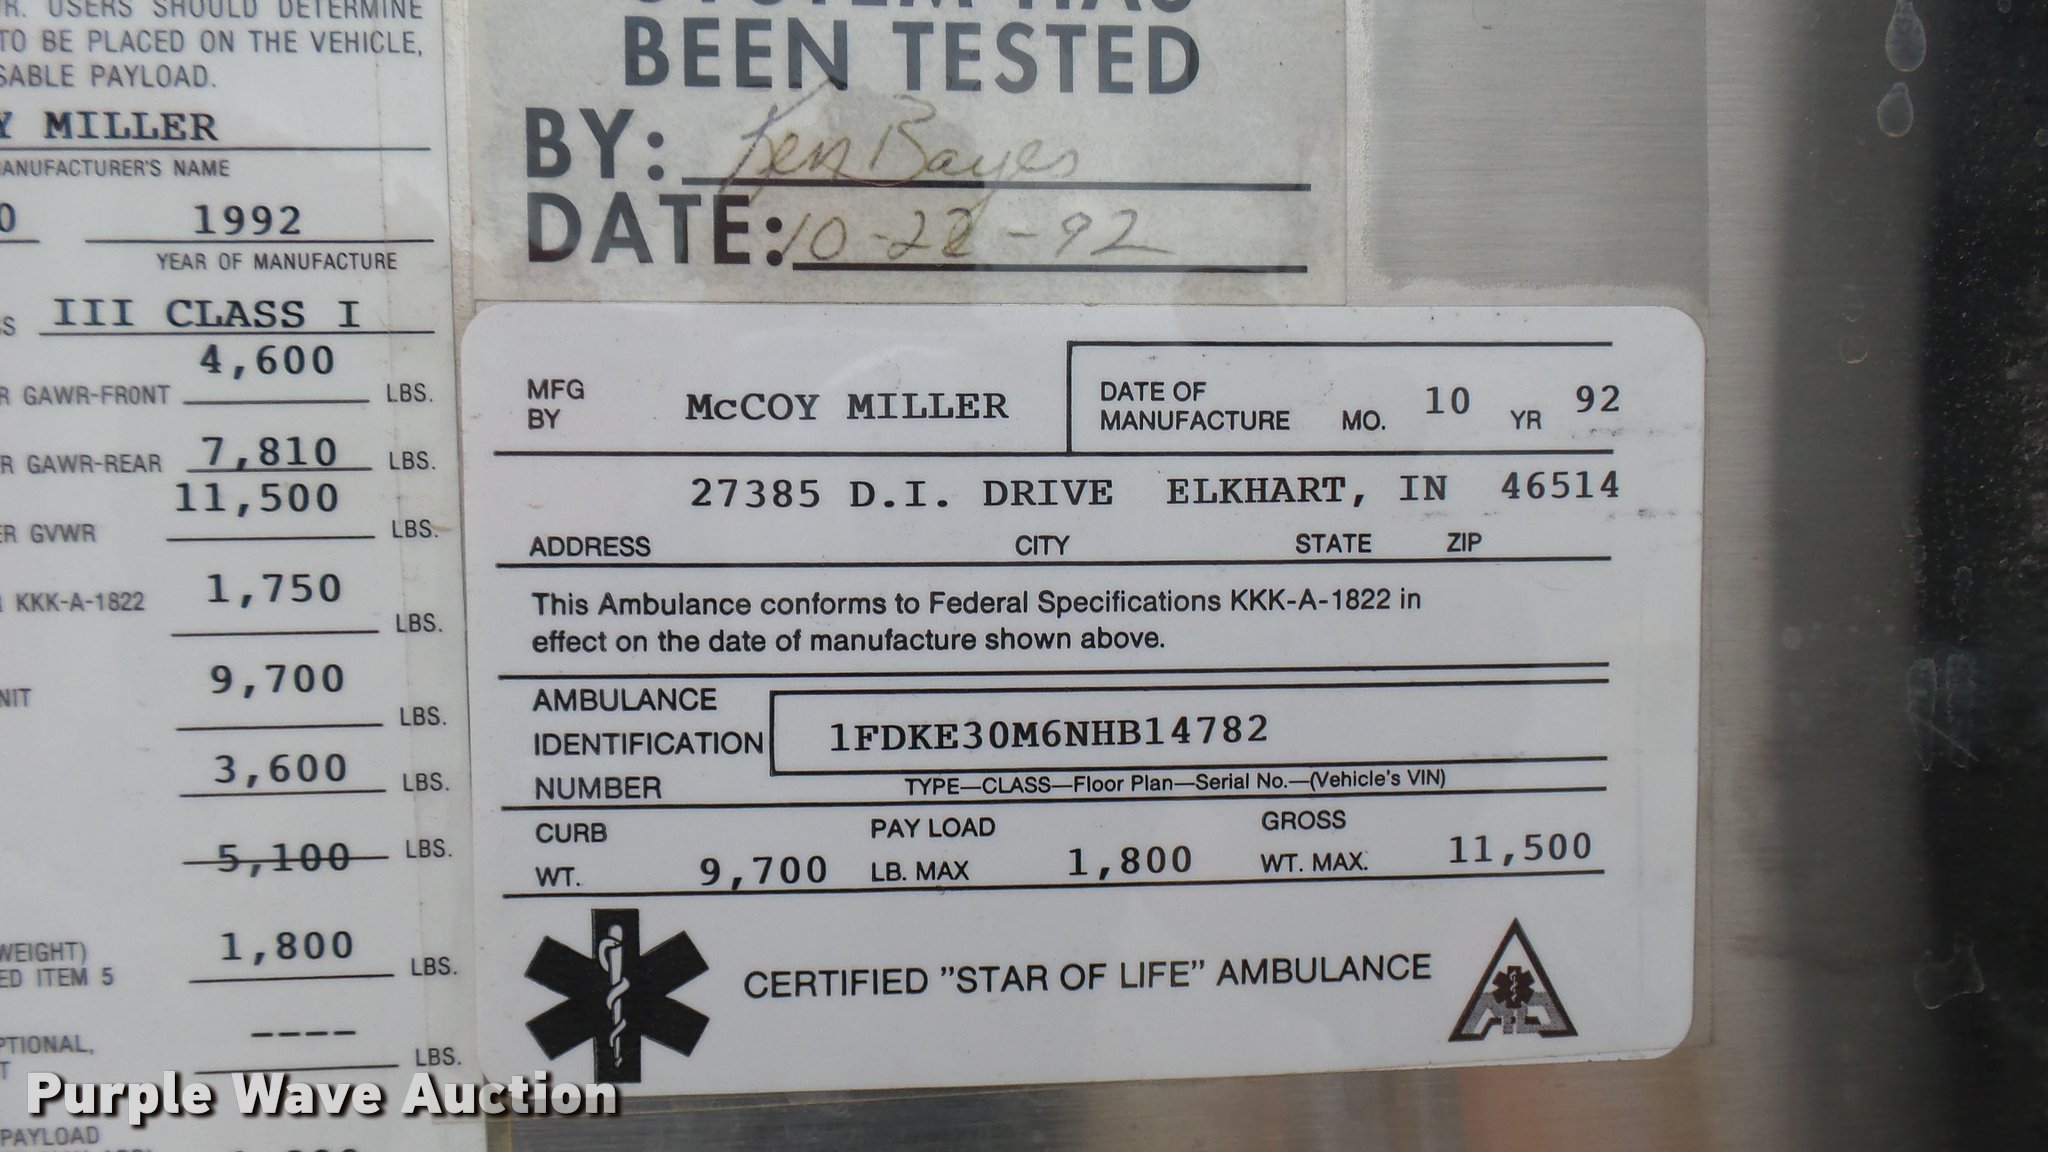 R. USERS SHOULD DETERMINE
TO BE PLACED ON THE VEHICLE,
SABLE PAYLOAD.
Y MILLER
MANUFACTURER'S NAME
0 1992
YEAR OF MANUFACTURE
S III CLASS I
4,600
R GAWR-FRONT LBS.
R GAWR-REAR 7,810 LBS.
11,500
ER GVWR LBS.
KKK-A-1822 1,750
LBS.
9,700
NIT LBS.
3,600 LBS.
5,100 LBS.
WEIGHT) 1,800
ED ITEM 5 LBS.
----
PTIONAL,
T LBS.
PAYLOAD
BEEN TESTED
BY: Ken Bayes
DATE: 10-22-92
MFG BY McCOY MILLER
DATE OF MANUFACTURE MO. 10 YR 92
27385 D.I. DRIVE ELKHART, IN 46514
ADDRESS CITY STATE ZIP
This Ambulance conforms to Federal Specifications KKK-A-1822 in
effect on the date of manufacture shown above.
AMBULANCE
IDENTIFICATION 1FDKE30M6NHB14782
NUMBER TYPE—CLASS—Floor Plan—Serial No.—(Vehicle's VIN)
CURB PAY LOAD GROSS
WT. 9,700 LB. MAX 1,800 WT. MAX. 11,500
CERTIFIED "STAR OF LIFE" AMBULANCE
Purple Wave Auction